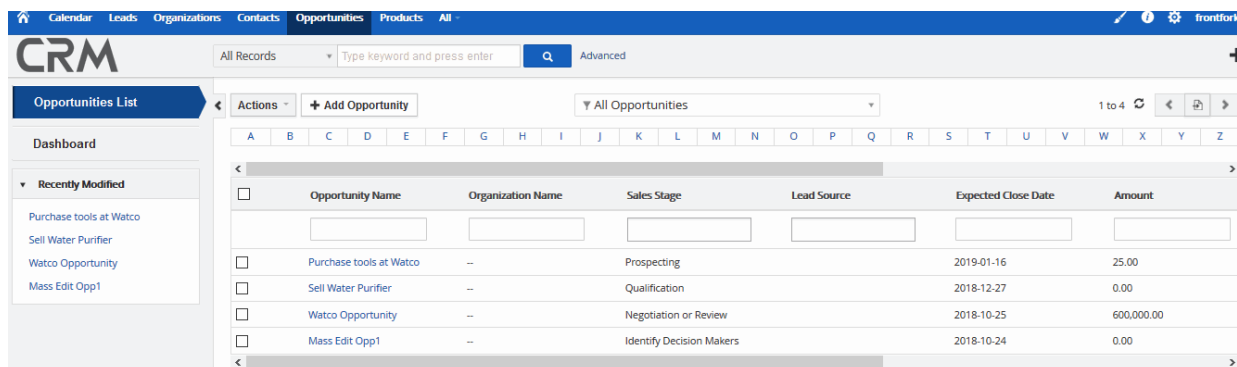 Calendar Leads Organizations Contacts Opportunities Products All
CRM All Records Type keyword and press enter Advanced
Opportunities List Actions Add Opportunity All Opportunities 1 to 4
A B C D E F G H I J K L M N O P Q R S T U V W X Y Z
Dashboard
Recently Modified
Purchase tools at Watco
Sell Water Purifier
Watco Opportunity
Mass Edit Opp1
Opportunity Name Organization Name Sales Stage Lead Source Expected Close Date Amount
Purchase tools at Watco -- Prospecting 2019-01-16 25.00
Sell Water Purifier -- Qualification 2018-12-27 0.00
Watco Opportunity -- Negotiation or Review 2018-10-25 600,000.00
Mass Edit Opp1 -- Identify Decision Makers 2018-10-24 0.00